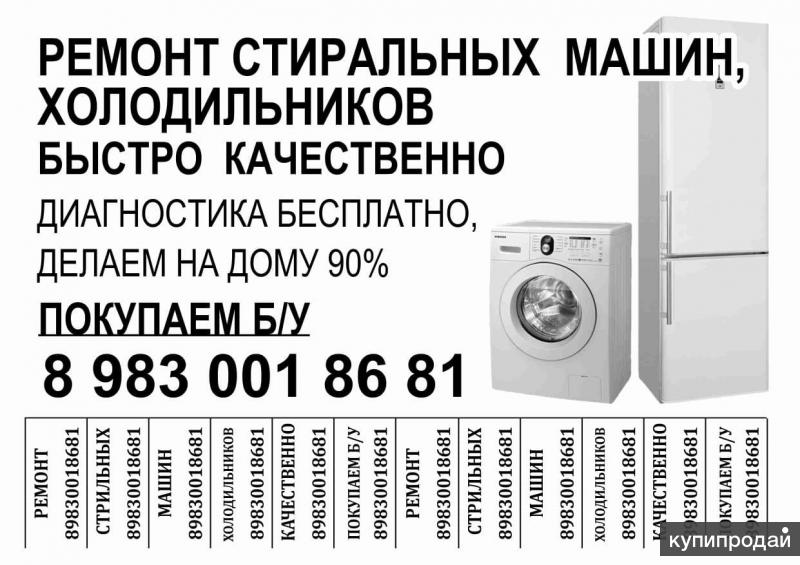 РЕМОНТ СТИРАЛЬНЫХ МАШИН,
ХОЛОДИЛЬНИКОВ
БЫСТРО КАЧЕСТВЕННО
ДИАГНОСТИКА БЕСПЛАТНО,
ДЕЛАЕМ НА ДОМУ 90%
ПОКУПАЕМ Б/У
8 983 001 86 81
РЕМОНТ
89830018681
СТРИЛЬНЫХ
89830018681
МАШИН
89830018681
ХОЛОДИЛЬНИКОВ
89830018681
КАЧЕСТВЕННО
89830018681
ПОКУПАЕМ Б/У
89830018681
РЕМОНТ
89830018681
СТРИЛЬНЫХ
89830018681
МАШИН
89830018681
ХОЛОДИЛЬНИКОВ
89830018681
КАЧЕСТВЕННО
89830018681
ПОКУПАЕМ Б/У
89830018681
купипродай